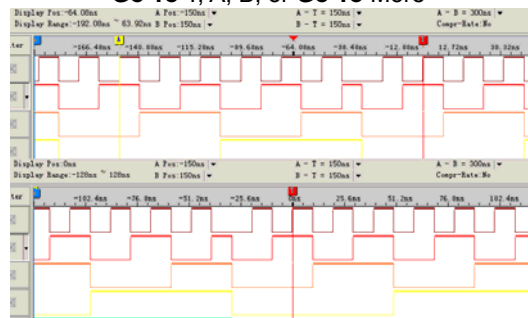 Go To T, A, B, or Go To More
Display Pos:-64.08ns A Pos:-150ns A - T = 150ns A - B = 300ns
Display Range:-192.08ns ~ 63.92ns B Pos:150ns B - T = 150ns Compr-Rate:No
ter A T
-166.48ns -140.88ns -115.28ns -89.68ns -64.08ns -38.48ns -12.88ns 12.72ns 38.32ns
Display Pos:0ns A Pos:-150ns A - T = 150ns A - B = 300ns
Display Range:-128ns ~ 128ns B Pos:150ns B - T = 150ns Compr-Rate:No
ter
-102.4ns -76.8ns -51.2ns -25.6ns 0ns 25.6ns 51.2ns 76.8ns 102.4ns